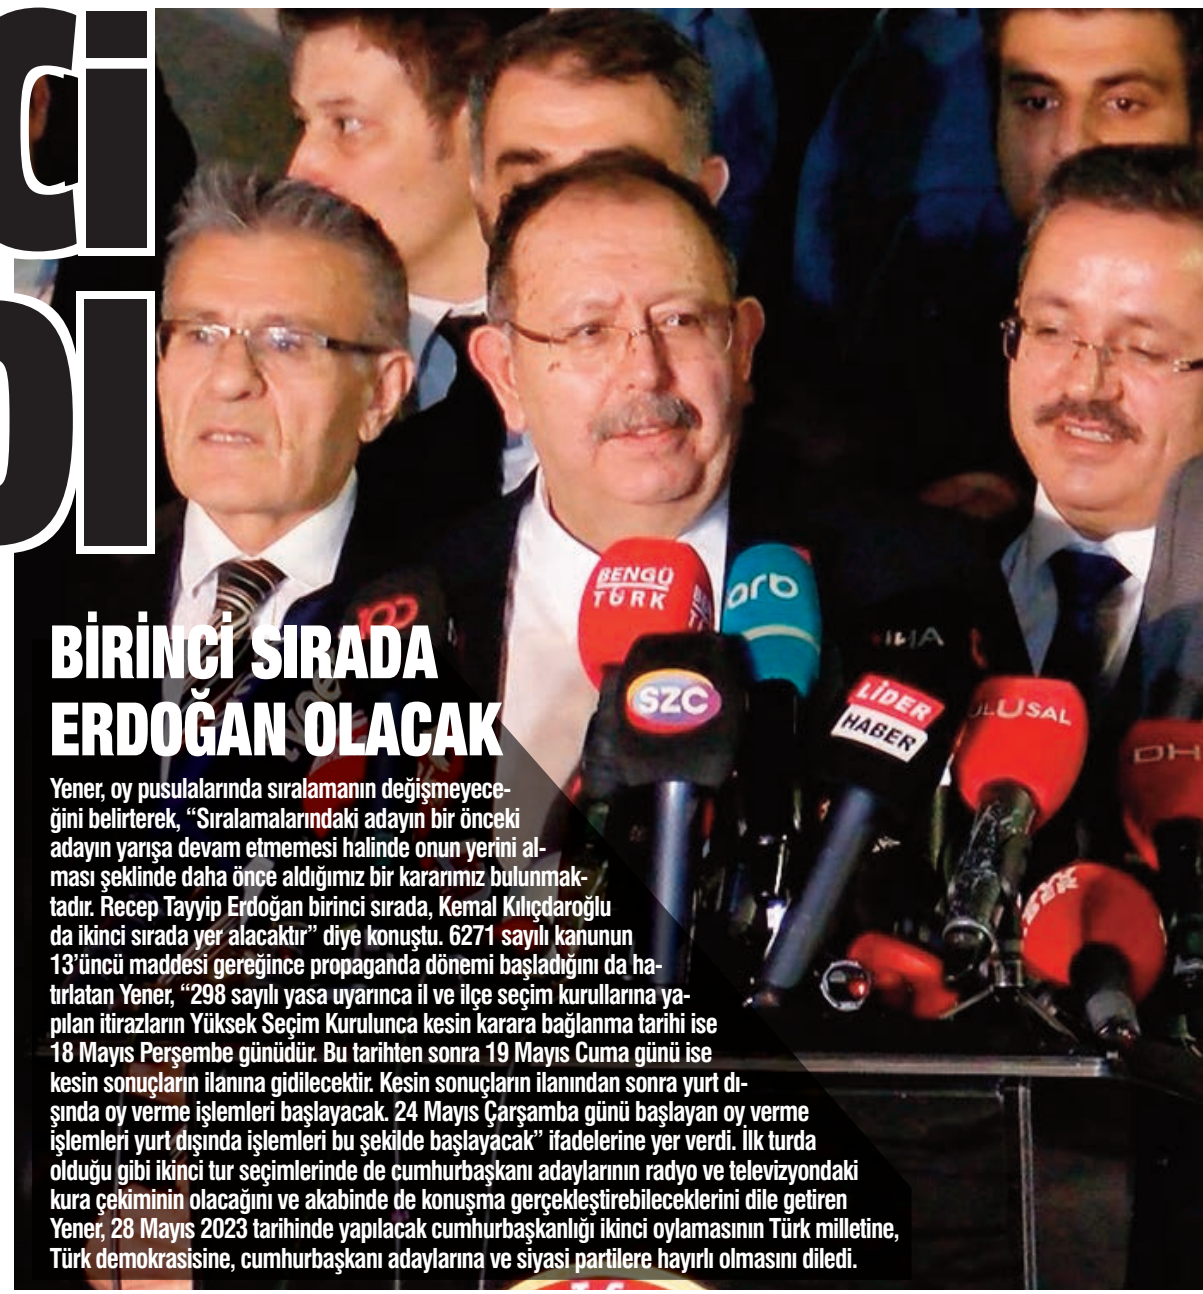 Ci
Dİ
BENGÜ
TÜRK
arb
İHA
SZC
LİDER
HABER
ULUSAL
DH
BİRİNCİ SIRADA
ERDOĞAN OLACAK
Yener, oy pusulalarında sıralamanın değişmeyece-
ğini belirterek, “Sıralamalarındaki adayın bir önceki
adayın yarışa devam etmemesi halinde onun yerini al-
ması şeklinde daha önce aldığımız bir kararımız bulunmak-
tadır. Recep Tayyip Erdoğan birinci sırada, Kemal Kılıçdaroğlu
da ikinci sırada yer alacaktır” diye konuştu. 6271 sayılı kanunun
13’üncü maddesi gereğince propaganda dönemi başladığını da ha-
tırlatan Yener, “298 sayılı yasa uyarınca il ve ilçe seçim kurullarına ya-
pılan itirazların Yüksek Seçim Kurulunca kesin karara bağlanma tarihi ise
18 Mayıs Perşembe günüdür. Bu tarihten sonra 19 Mayıs Cuma günü ise
kesin sonuçların ilanına gidilecektir. Kesin sonuçların ilanından sonra yurt dı-
şında oy verme işlemleri başlayacak. 24 Mayıs Çarşamba günü başlayan oy verme
işlemleri yurt dışında işlemleri bu şekilde başlayacak” ifadelerine yer verdi. İlk turda
olduğu gibi ikinci tur seçimlerinde de cumhurbaşkanı adaylarının radyo ve televizyondaki
kura çekiminin olacağını ve akabinde de konuşma gerçekleştirebileceklerini dile getiren
Yener, 28 Mayıs 2023 tarihinde yapılacak cumhurbaşkanlığı ikinci oylamasının Türk milletine,
Türk demokrasisine, cumhurbaşkanı adaylarına ve siyasi partilere hayırlı olmasını diledi.